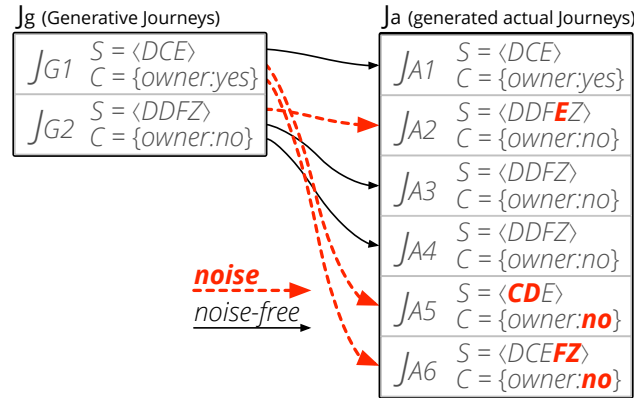 Jg (Generative Journeys)
JG1 S = ⟨DCE⟩
C = {owner:yes}
JG2 S = ⟨DDFZ⟩
C = {owner:no}
noise
noise-free
Ja (generated actual Journeys)
JA1 S = ⟨DCE⟩
C = {owner:yes}
JA2 S = ⟨DDFEZ⟩
C = {owner:no}
JA3 S = ⟨DDFZ⟩
C = {owner:no}
JA4 S = ⟨DDFZ⟩
C = {owner:no}
JA5 S = ⟨CDE⟩
C = {owner:no}
JA6 S = ⟨DCEFZ⟩
C = {owner:no}